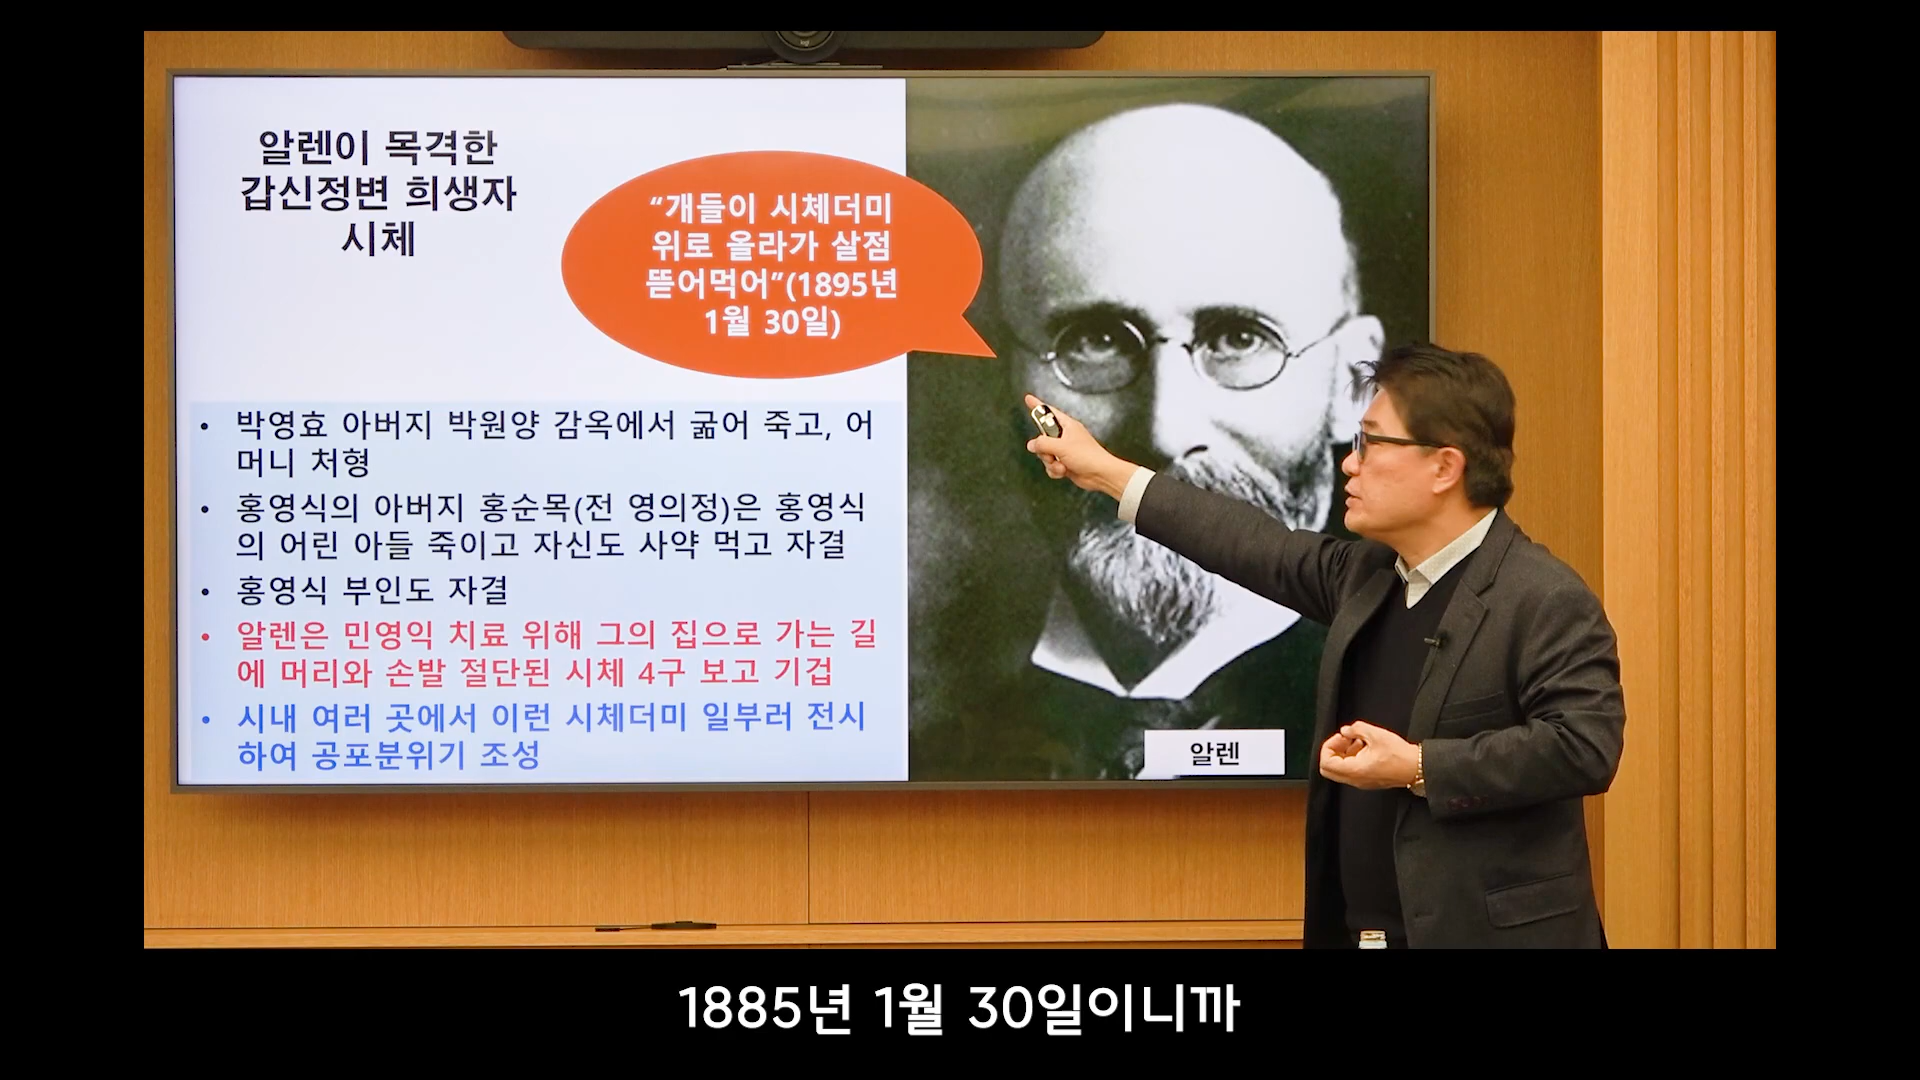 알렌이 목격한
갑신정변 희생자
시체
“개들이 시체더미
위로 올라가 살점
뜯어먹어”(1895년
1월 30일)
• 박영효 아버지 박원양 감옥에서 굶어 죽고, 어
머니 처형
• 홍영식의 아버지 홍순목(전 영의정)은 홍영식
의 어린 아들 죽이고 자신도 사약 먹고 자결
• 홍영식 부인도 자결
• 알렌은 민영익 치료 위해 그의 집으로 가는 길
에 머리와 손발 절단된 시체 4구 보고 기겁
• 시내 여러 곳에서 이런 시체더미 일부러 전시
하여 공포분위기 조성
알렌
1885년 1월 30일이니까